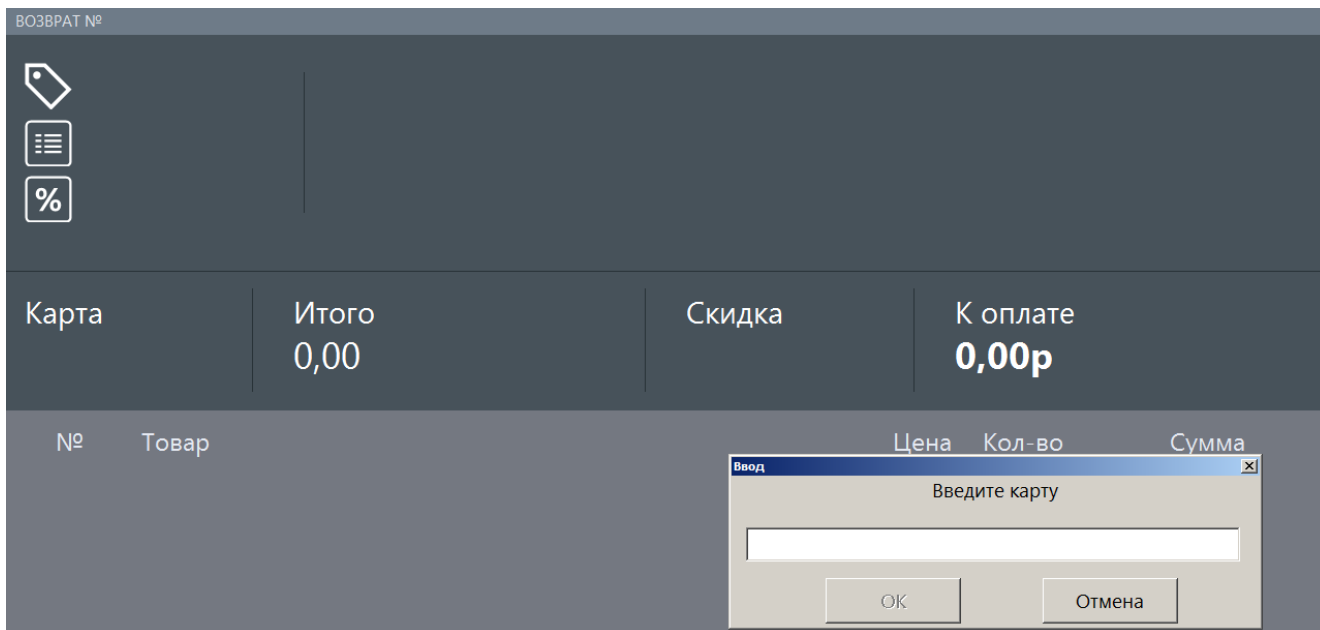 ВОЗВРАТ №
%
Карта Итого Скидка К оплате
0,00 0,00р
№ Товар Цена Кол-во Сумма
Ввод
Введите карту
OK Отмена